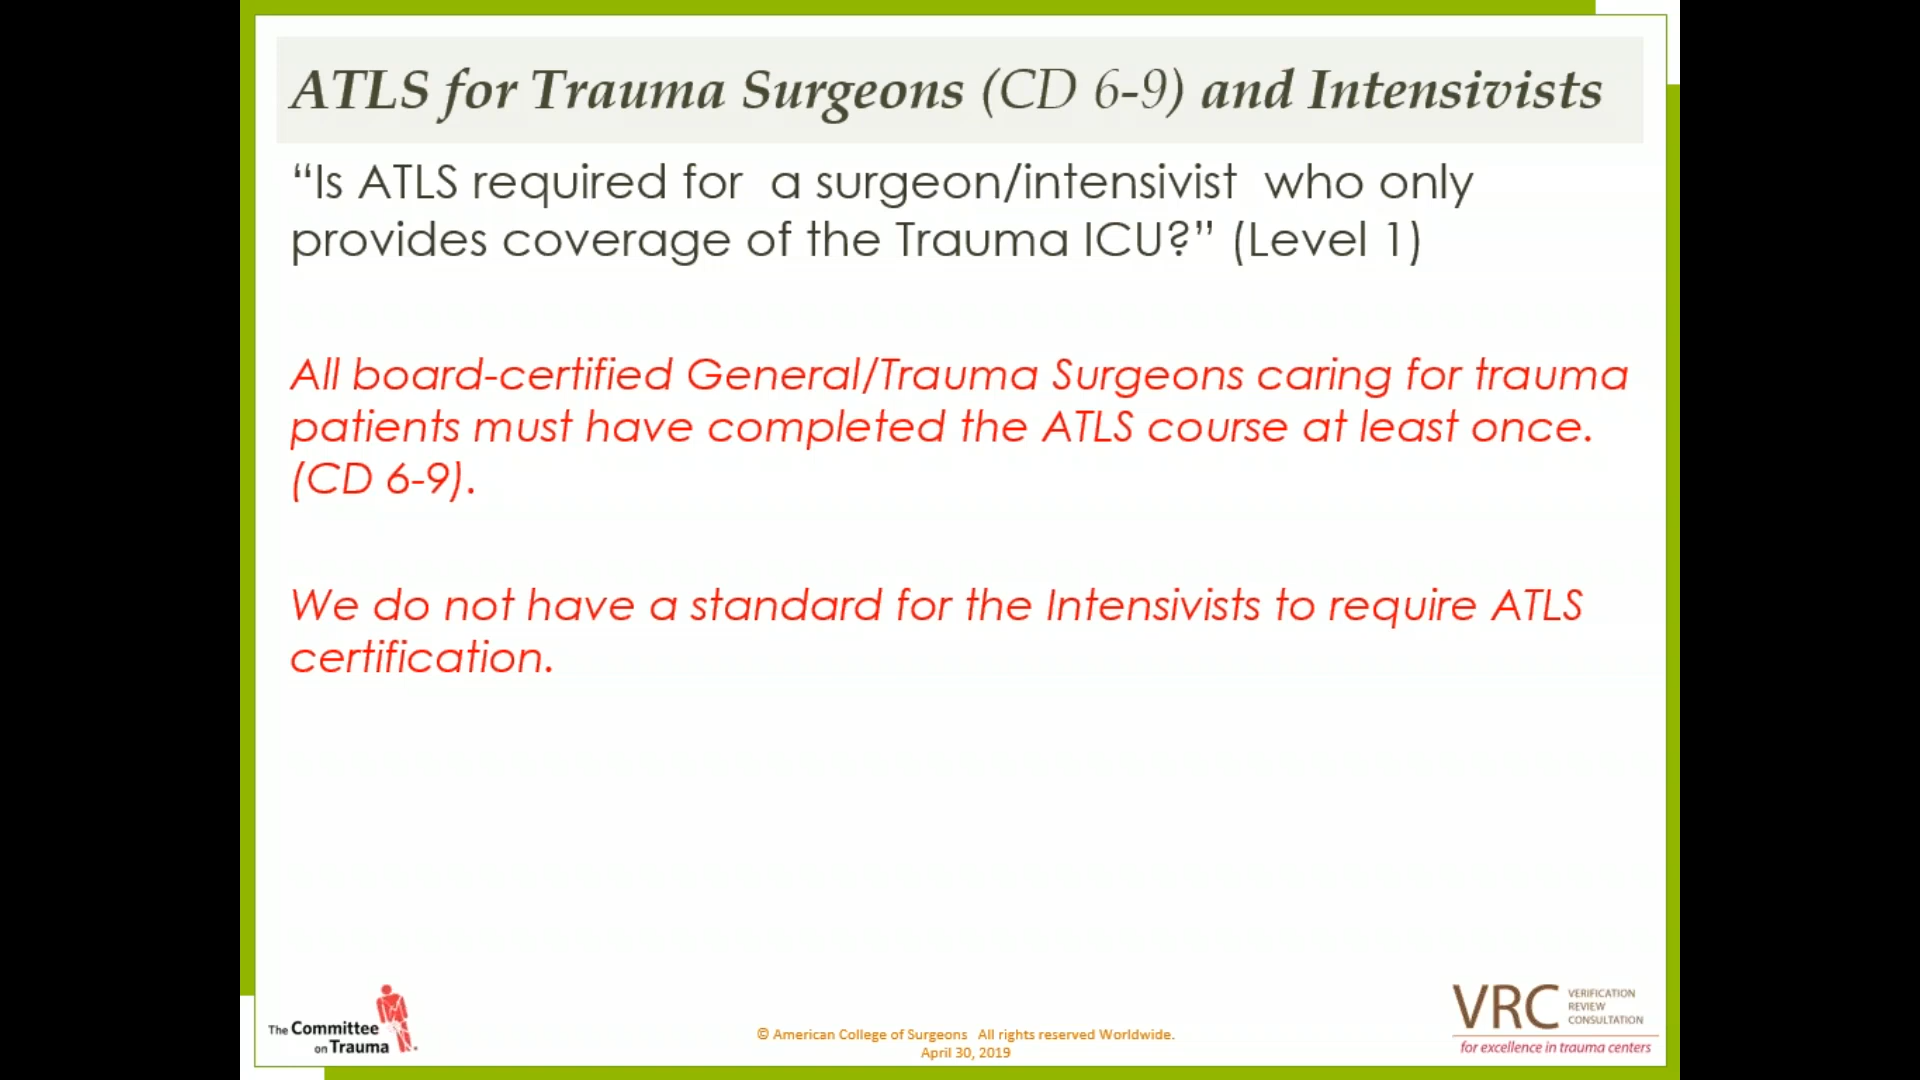 ATLS for Trauma Surgeons (CD 6-9) and Intensivists
“Is ATLS required for  a surgeon/intensivist  who only
provides coverage of the Trauma ICU?” (Level 1)
All board-certified General/Trauma Surgeons caring for trauma
patients must have completed the ATLS course at least once.
(CD 6-9).
We do not have a standard for the Intensivists to require ATLS
certification.
The Committee
on Trauma
© American College of Surgeons   All rights reserved Worldwide.
April 30, 2019
VRC
VERIFICATION
REVIEW
CONSULTATION
for excellence in trauma centers